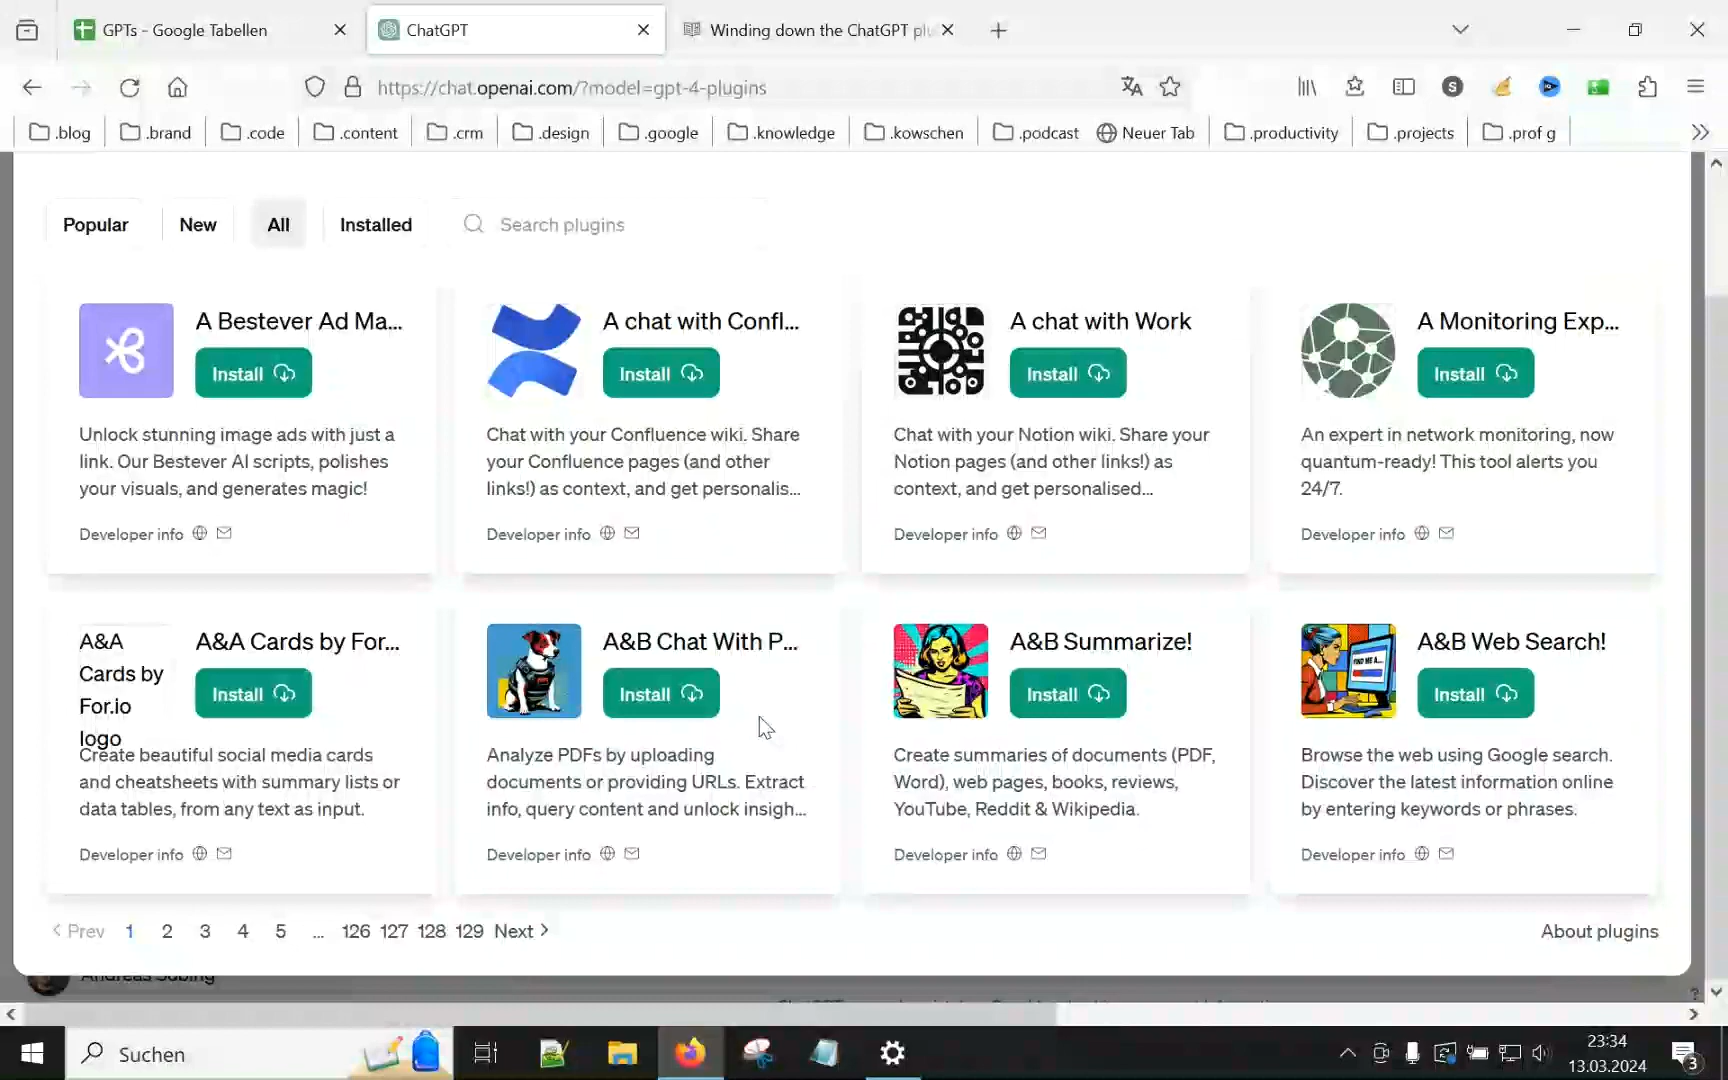 GPTs - Google Tabellen
ChatGPT
Winding down the ChatGPT plu
https://chat.openai.com/?model=gpt-4-plugins
S
.blog
.brand
.code
.content
.crm
.design
.google
.knowledge
.kowschen
.podcast
Neuer Tab
.productivity
.projects
.prof g
Popular
New
All
Installed
Search plugins
A Bestever Ad Ma...
Install
Unlock stunning image ads with just a
link. Our Bestever AI scripts, polishes
your visuals, and generates magic!
Developer info
A chat with Confl...
Install
Chat with your Confluence wiki. Share
your Confluence pages (and other
links!) as context, and get personalis...
Developer info
A chat with Work
Install
Chat with your Notion wiki. Share your
Notion pages (and other links!) as
context, and get personalised...
Developer info
A Monitoring Exp...
Install
An expert in network monitoring, now
quantum-ready! This tool alerts you
24/7.
Developer info
A&A
Cards by
For.io
logo
A&A Cards by For...
Install
Create beautiful social media cards
and cheatsheets with summary lists or
data tables, from any text as input.
Developer info
A&B Chat With P...
Install
Analyze PDFs by uploading
documents or providing URLs. Extract
info, query content and unlock insigh...
Developer info
A&B Summarize!
Install
Create summaries of documents (PDF,
Word), web pages, books, reviews,
YouTube, Reddit & Wikipedia.
Developer info
FIND ME A...
A&B Web Search!
Install
Browse the web using Google search.
Discover the latest information online
by entering keywords or phrases.
Developer info
Prev 1 2 3 4 5 ... 126 127 128 129 Next
About plugins
Suchen
23:34
13.03.2024
3